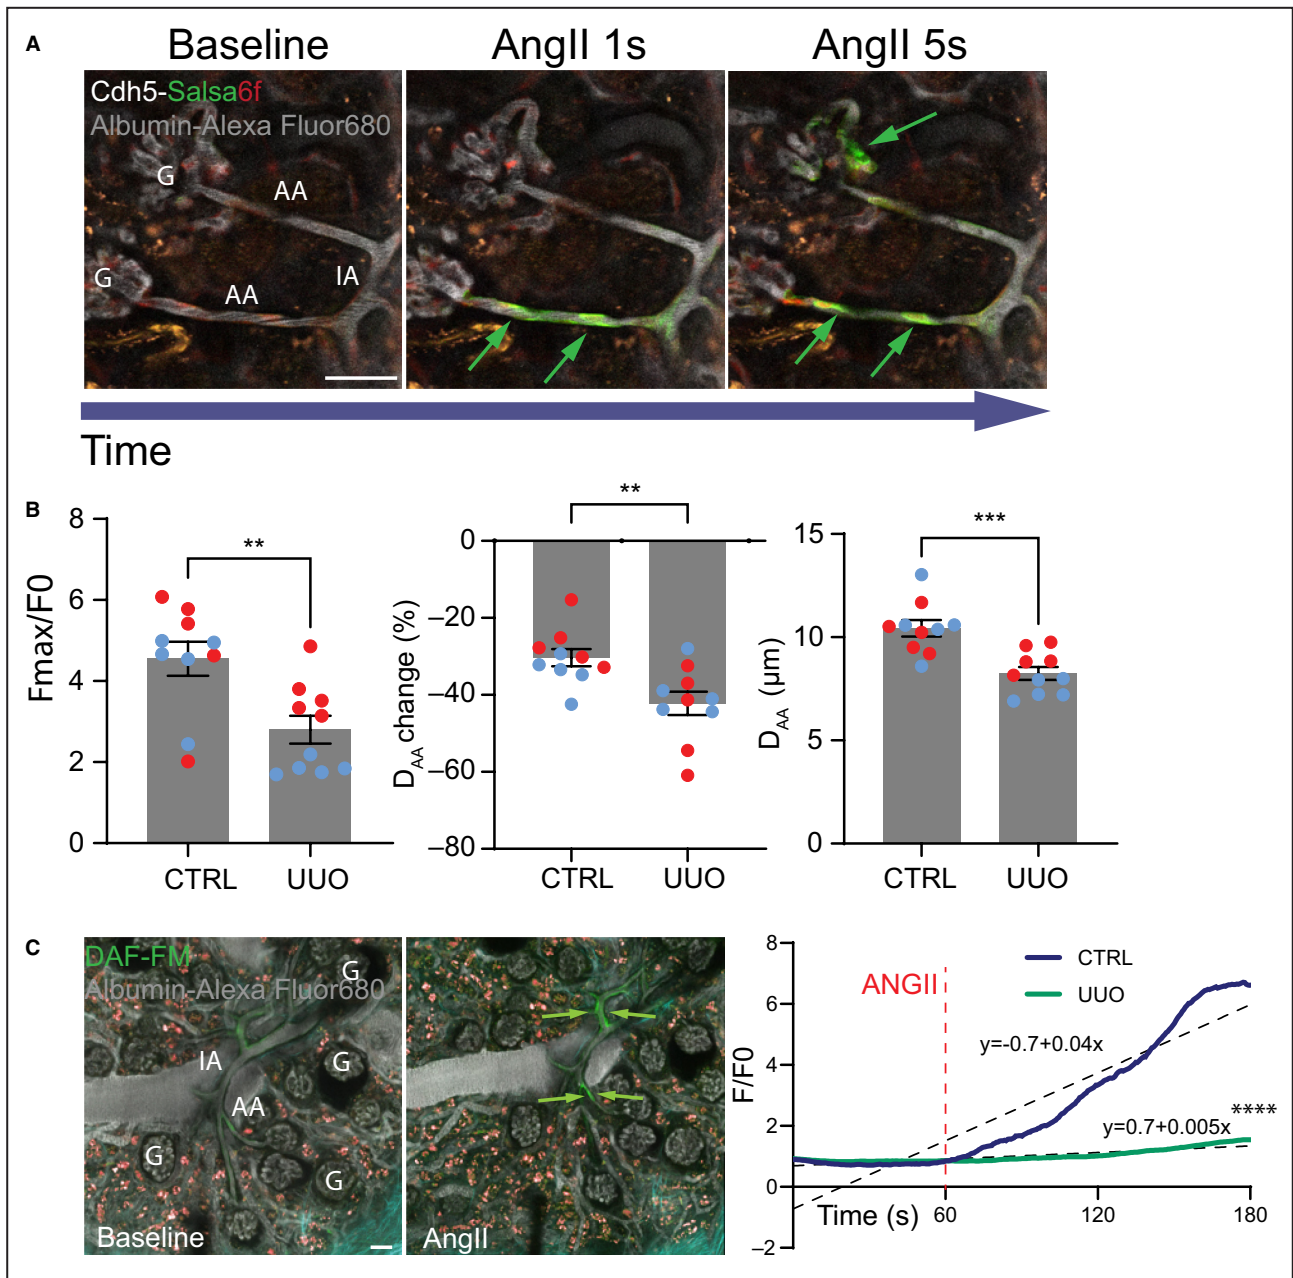 A
Baseline
AngII 1s
AngII 5s
Cdh5-Salsa6f
Albumin-Alexa Fluor680
G
AA
G
AA
IA
Time
B
8
6
4
2
0
Fmax/F0
**
CTRL
UUO
0
−20
−40
−60
−80
D_AA change (%)
**
CTRL
UUO
15
10
5
0
D_AA (µm)
***
CTRL
UUO
C
DAF-FM
Albumin-Alexa Fluor680
G
IA
G
AA
G
G
Baseline
AngII
8
6
4
2
0
−2
F/F0
ANGII
CTRL
UUO
y=-0.7+0.04x
y=0.7+0.005x
****
Time (s)
60
120
180